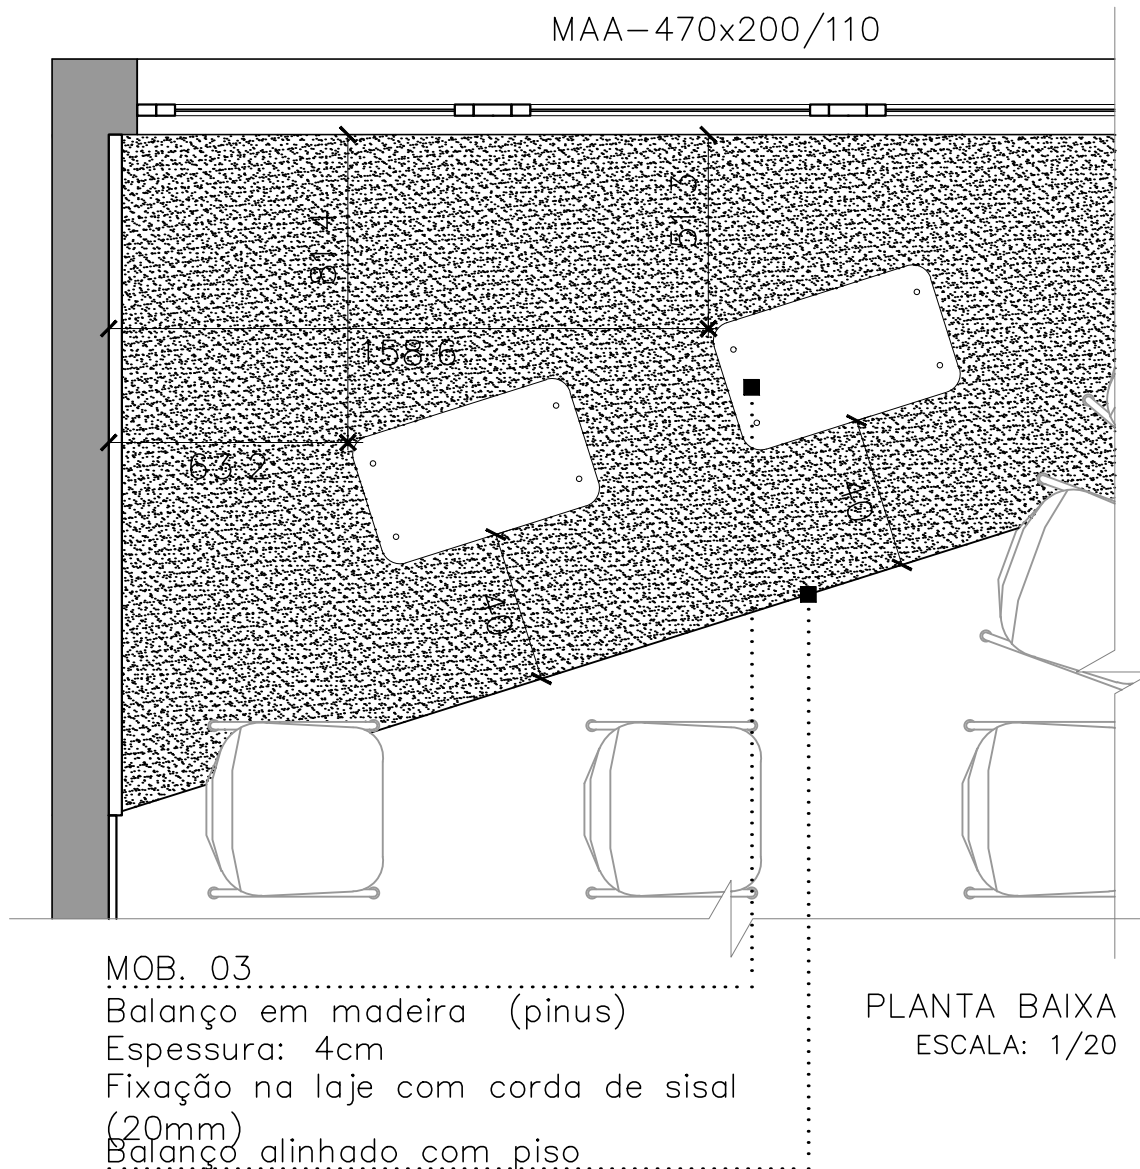 MAA-470x200/110
81.4
51.3
158.6
63.2
40
40
MOB. 03
Balanço em madeira (pinus)
Espessura: 4cm
Fixação na laje com corda de sisal
(20mm)
Balanço alinhado com piso
PLANTA BAIXA
ESCALA: 1/20